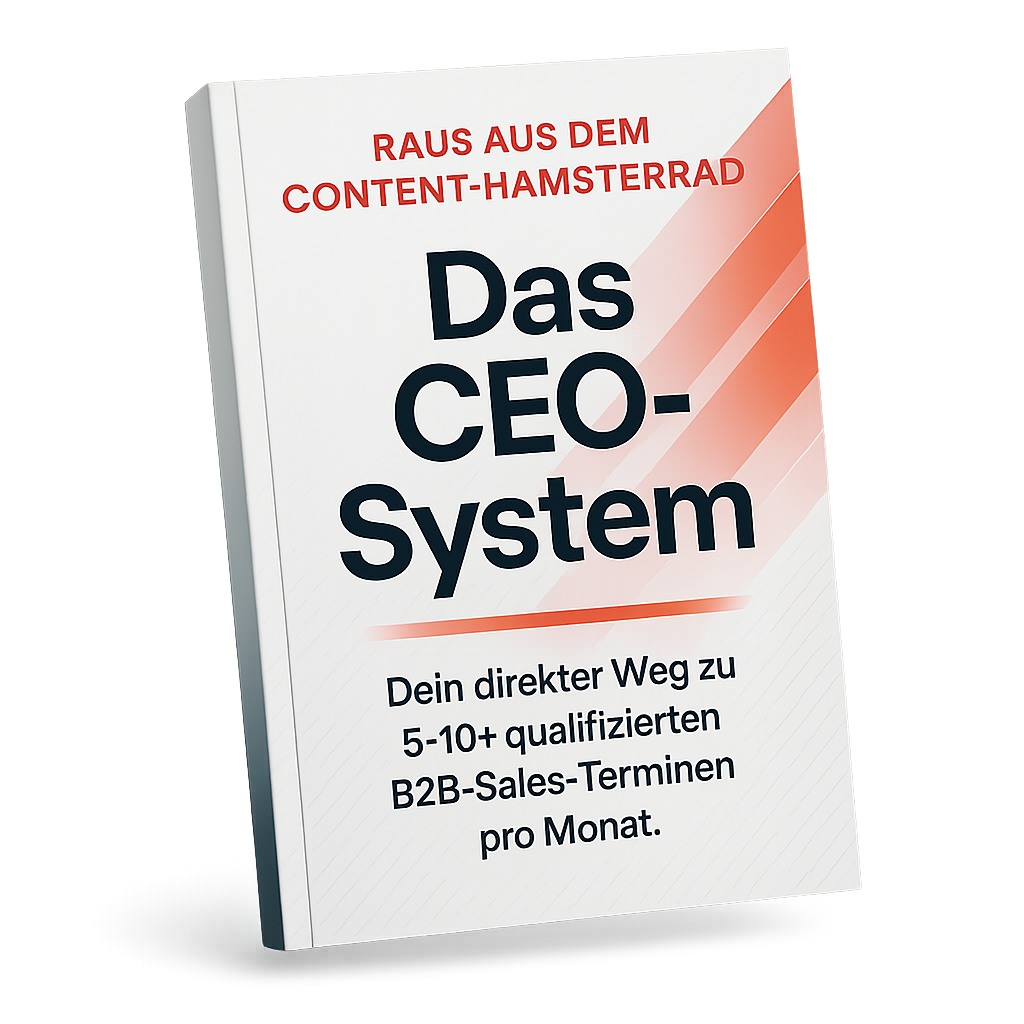 RAUS AUS DEM
CONTENT-HAMSTERRAD
Das
CEO-
System
Dein direkter Weg zu
5-10+ qualifizierten
B2B-Sales-Terminen
pro Monat.